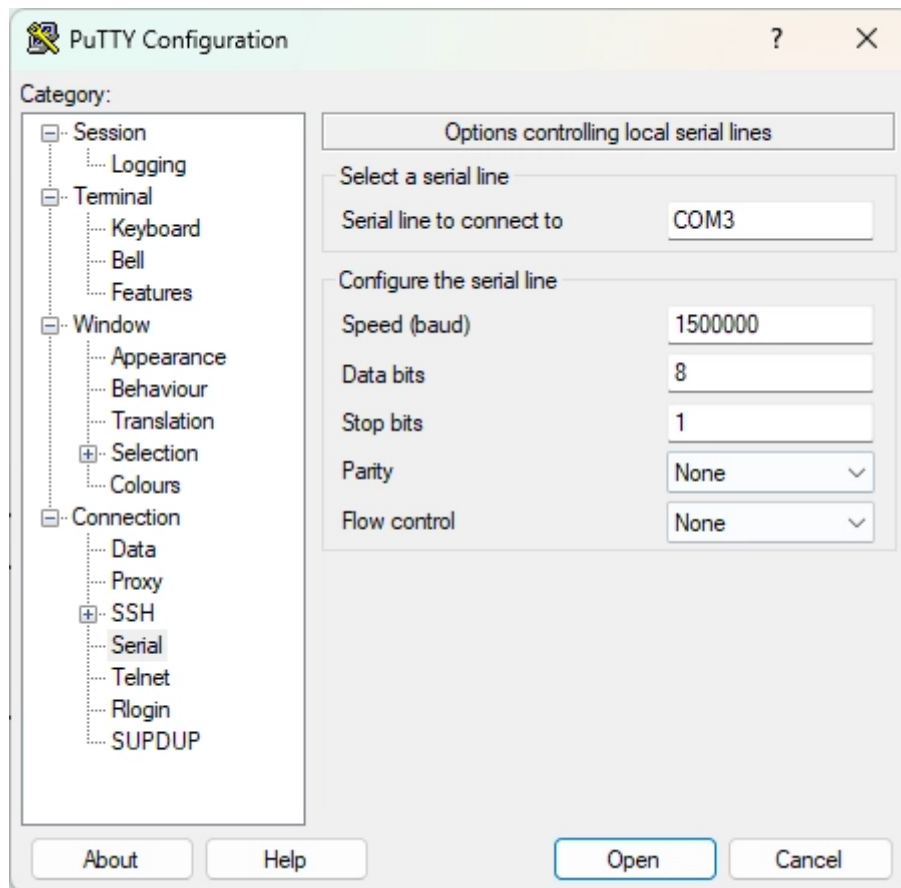 PuTTY Configuration ? ×
Category:
Session
Logging
Terminal
Keyboard
Bell
Features
Window
Appearance
Behaviour
Translation
Selection
Colours
Connection
Data
Proxy
SSH
Serial
Telnet
Rlogin
SUPDUP
Options controlling local serial lines
Select a serial line
Serial line to connect to COM3
Configure the serial line
Speed (baud) 1500000
Data bits 8
Stop bits 1
Parity None
Flow control None
About Help Open Cancel